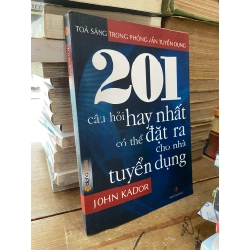 TOẢ SÁNG TRONG PHỎNG VẤN TUYỂN DỤNG
201
câu hỏi hay nhất
có thể đặt ra
cho nhà
tuyển dụng
JOHN KADOR